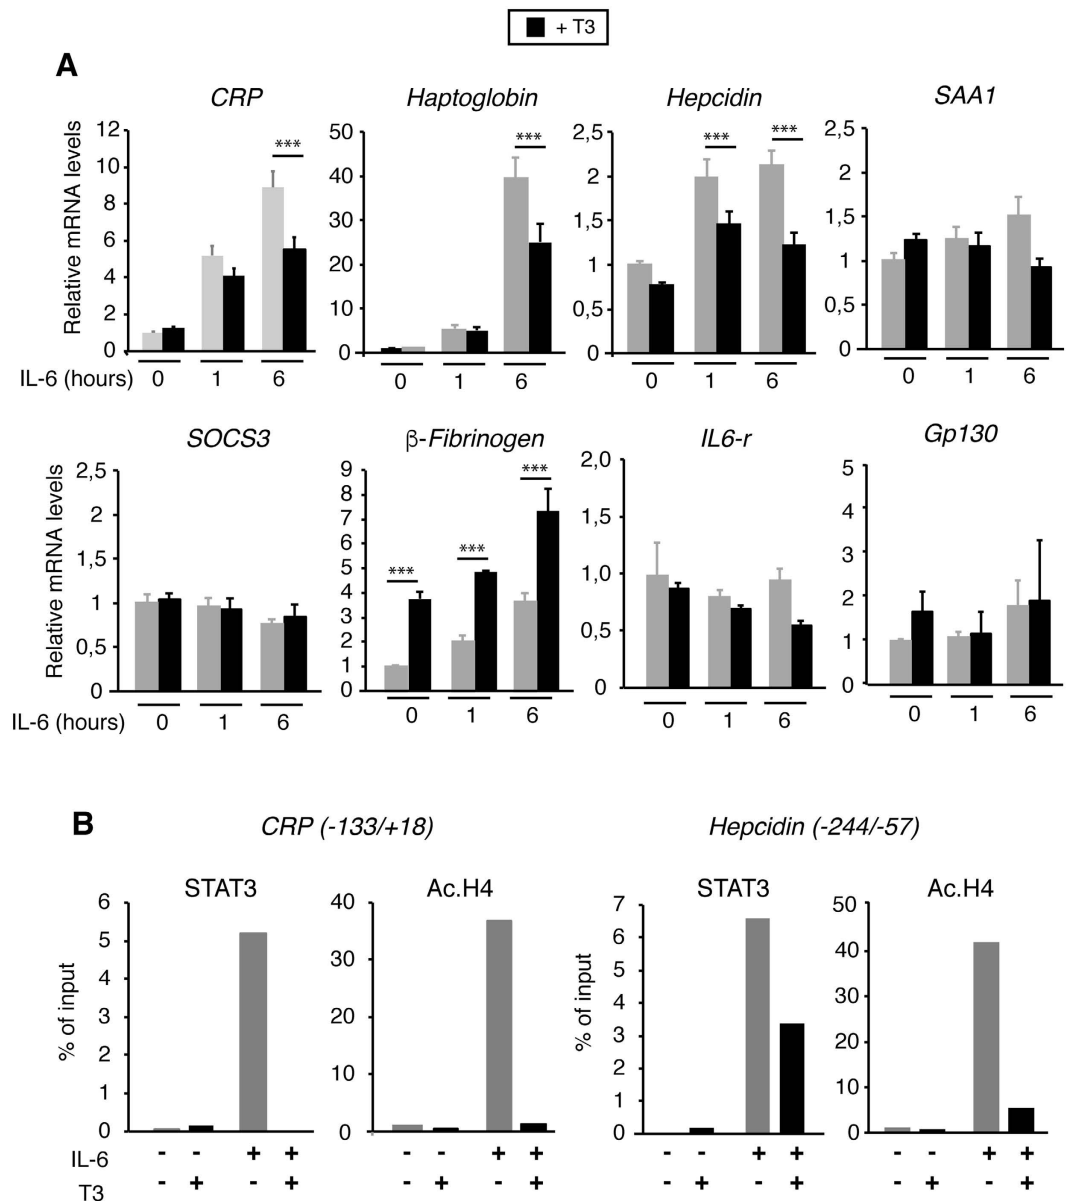 + T3
A
CRP
Haptoglobin
Hepcidin
SAA1
Relative mRNA levels
12
10
8
6
4
2
0
***
IL-6 (hours)
0 1 6
50
40
30
20
10
0
***
0 1 6
2,5
2
1,5
1
0,5
0
***
***
0 1 6
2,5
2
1,5
1
0,5
0
0 1 6
SOCS3
β-Fibrinogen
IL6-r
Gp130
Relative mRNA levels
2,5
2
1,5
1
0,5
0
IL-6 (hours)
0 1 6
9
8
7
6
5
4
3
2
1
0
***
***
***
0 1 6
2,0
1,5
1,0
0,5
0
0 1 6
5
4
3
2
1
0
0 1 6
B
CRP (-133/+18)
Hepcidin (-244/-57)
STAT3
Ac.H4
STAT3
Ac.H4
% of input
6
5
4
3
2
1
0
40
30
20
10
0
% of input
7
6
5
4
3
2
1
0
50
40
30
20
10
0
IL-6 - - + + - - + + - - + + - - + +
T3 - + - + - + - + - + - + - + - +